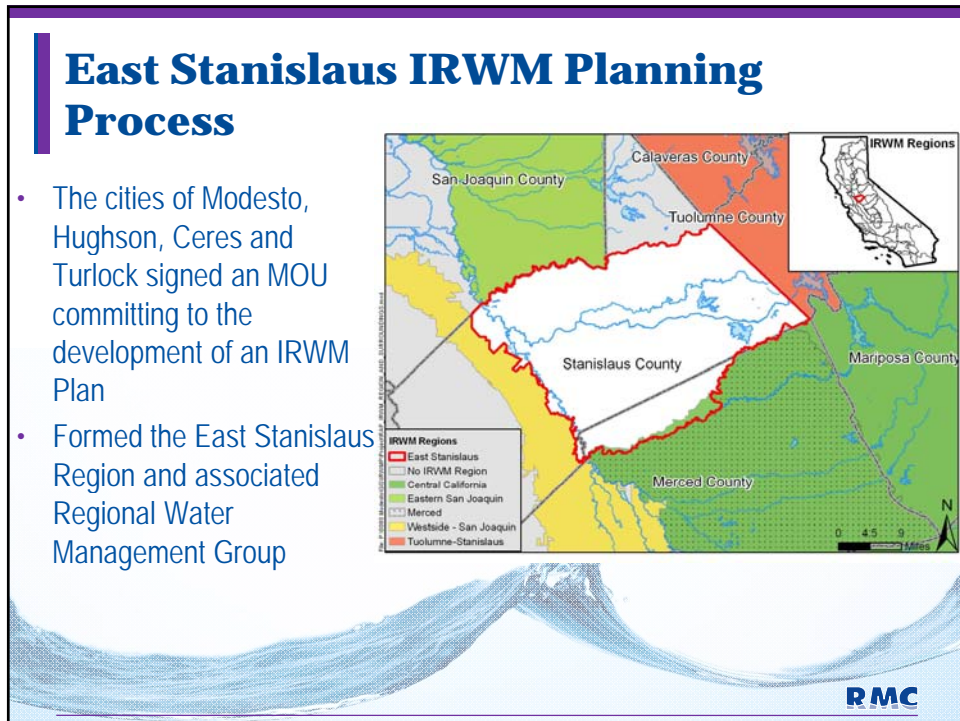 East Stanislaus IRWM Planning
Process
• The cities of Modesto,
Hughson, Ceres and
Turlock signed an MOU
committing to the
development of an IRWM
Plan
• Formed the East Stanislaus
Region and associated
Regional Water
Management Group
IRWM Regions
Calaveras County
San Joaquin County
Tuolumne County
Stanislaus County
Mariposa County
Merced County
IRWM Regions
East Stanislaus
No IRWM Region
Central California
Eastern San Joaquin
Merced
Westside - San Joaquin
Tuolumne-Stanislaus
N
0 4.5 9
Miles
RMC